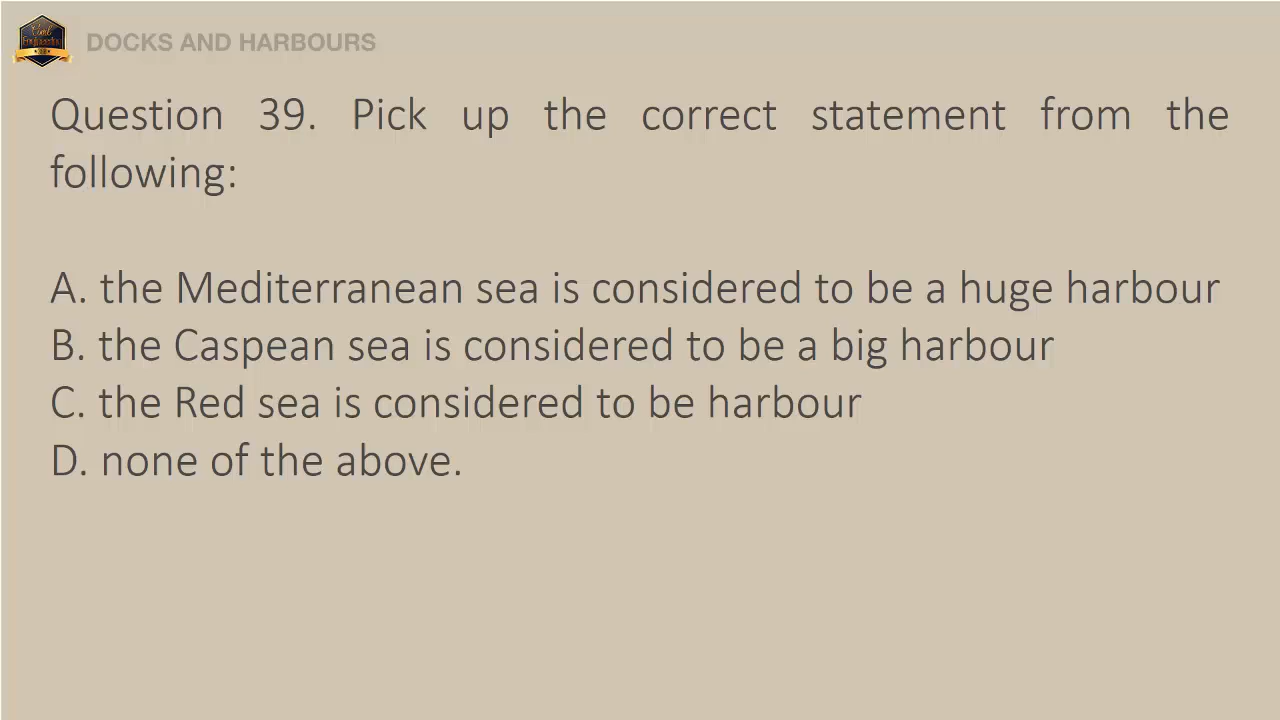 Civil
Engineering
DOCKS AND HARBOURS
Question 39. Pick up the correct statement from the
following:
A. the Mediterranean sea is considered to be a huge harbour
B. the Caspean sea is considered to be a big harbour
C. the Red sea is considered to be harbour
D. none of the above.